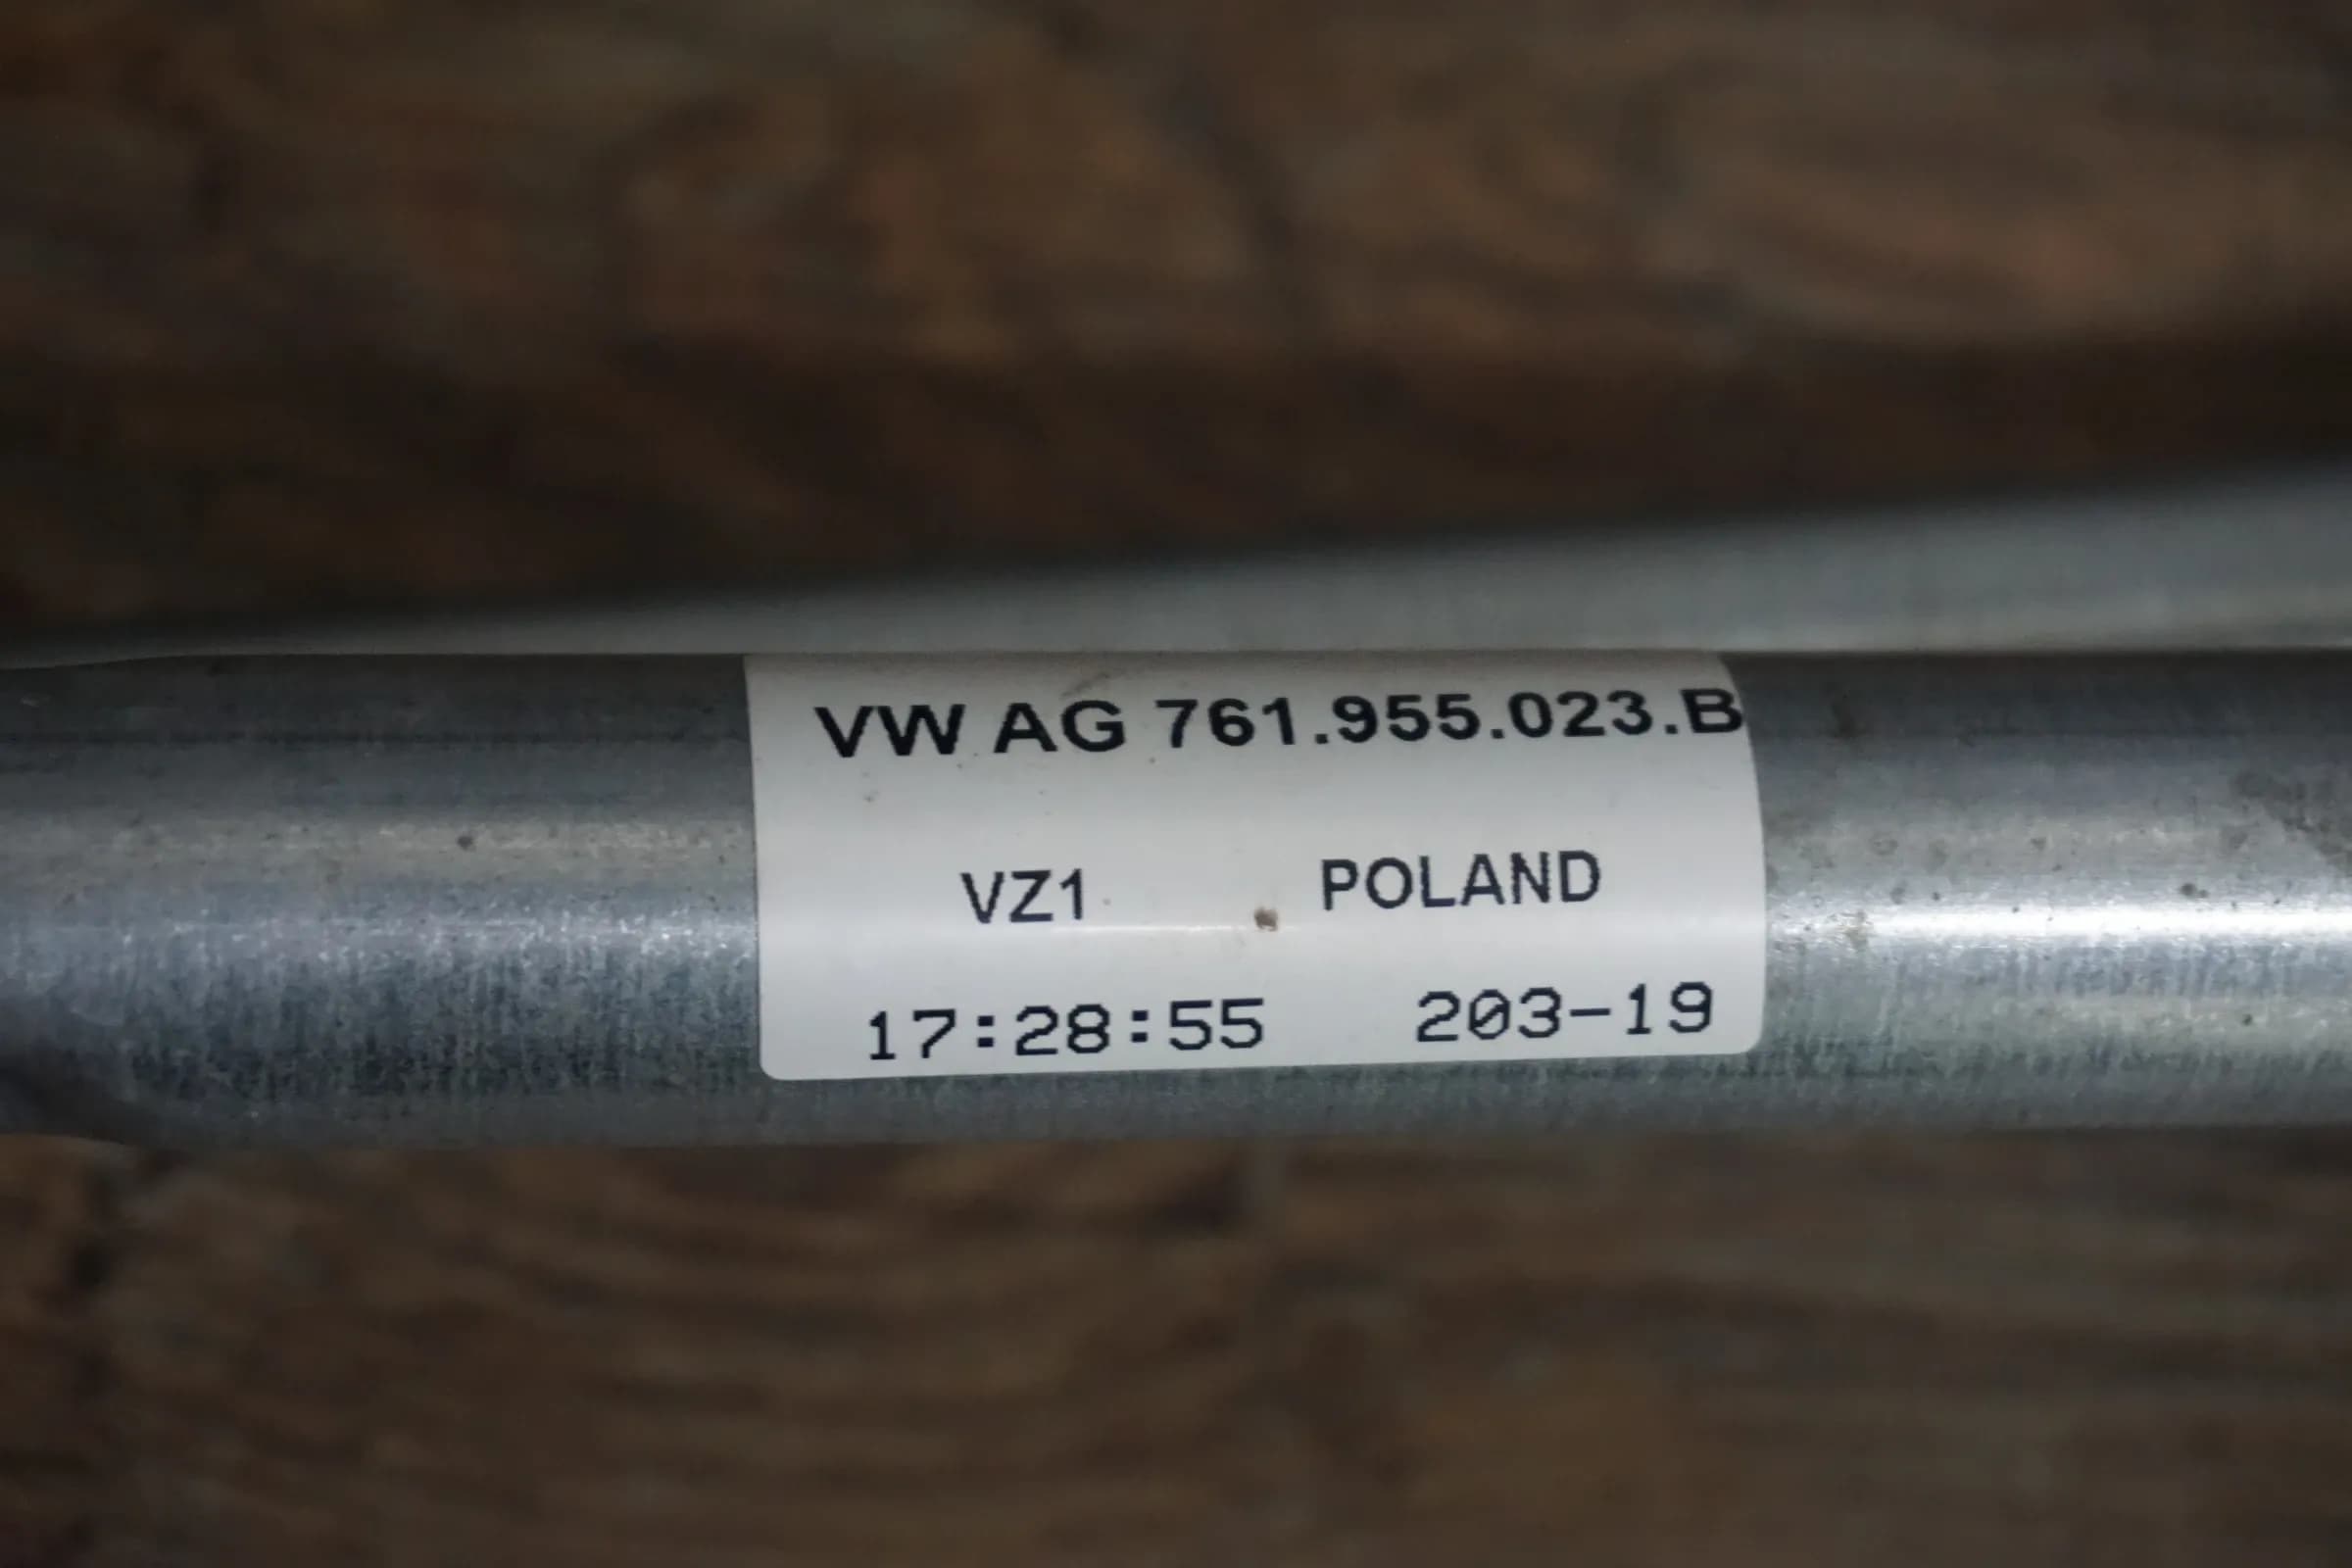 VW AG 761.955.023.B
VZ1 POLAND
17:28:55 203-19